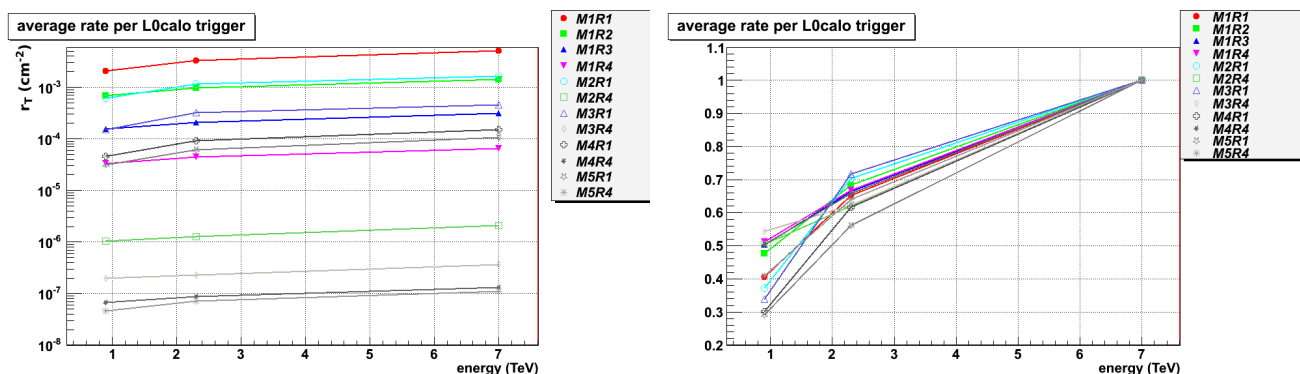 average rate per L0calo trigger
r_T (cm^-2)
10^-3
10^-4
10^-5
10^-6
10^-7
10^-8
1 2 3 4 5 6 7
energy (TeV)
M1R1
M1R2
M1R3
M1R4
M2R1
M2R4
M3R1
M3R4
M4R1
M4R4
M5R1
M5R4
average rate per L0calo trigger
1.1
1
0.9
0.8
0.7
0.6
0.5
0.4
0.3
0.2
1 2 3 4 5 6 7
energy (TeV)
M1R1
M1R2
M1R3
M1R4
M2R1
M2R4
M3R1
M3R4
M4R1
M4R4
M5R1
M5R4